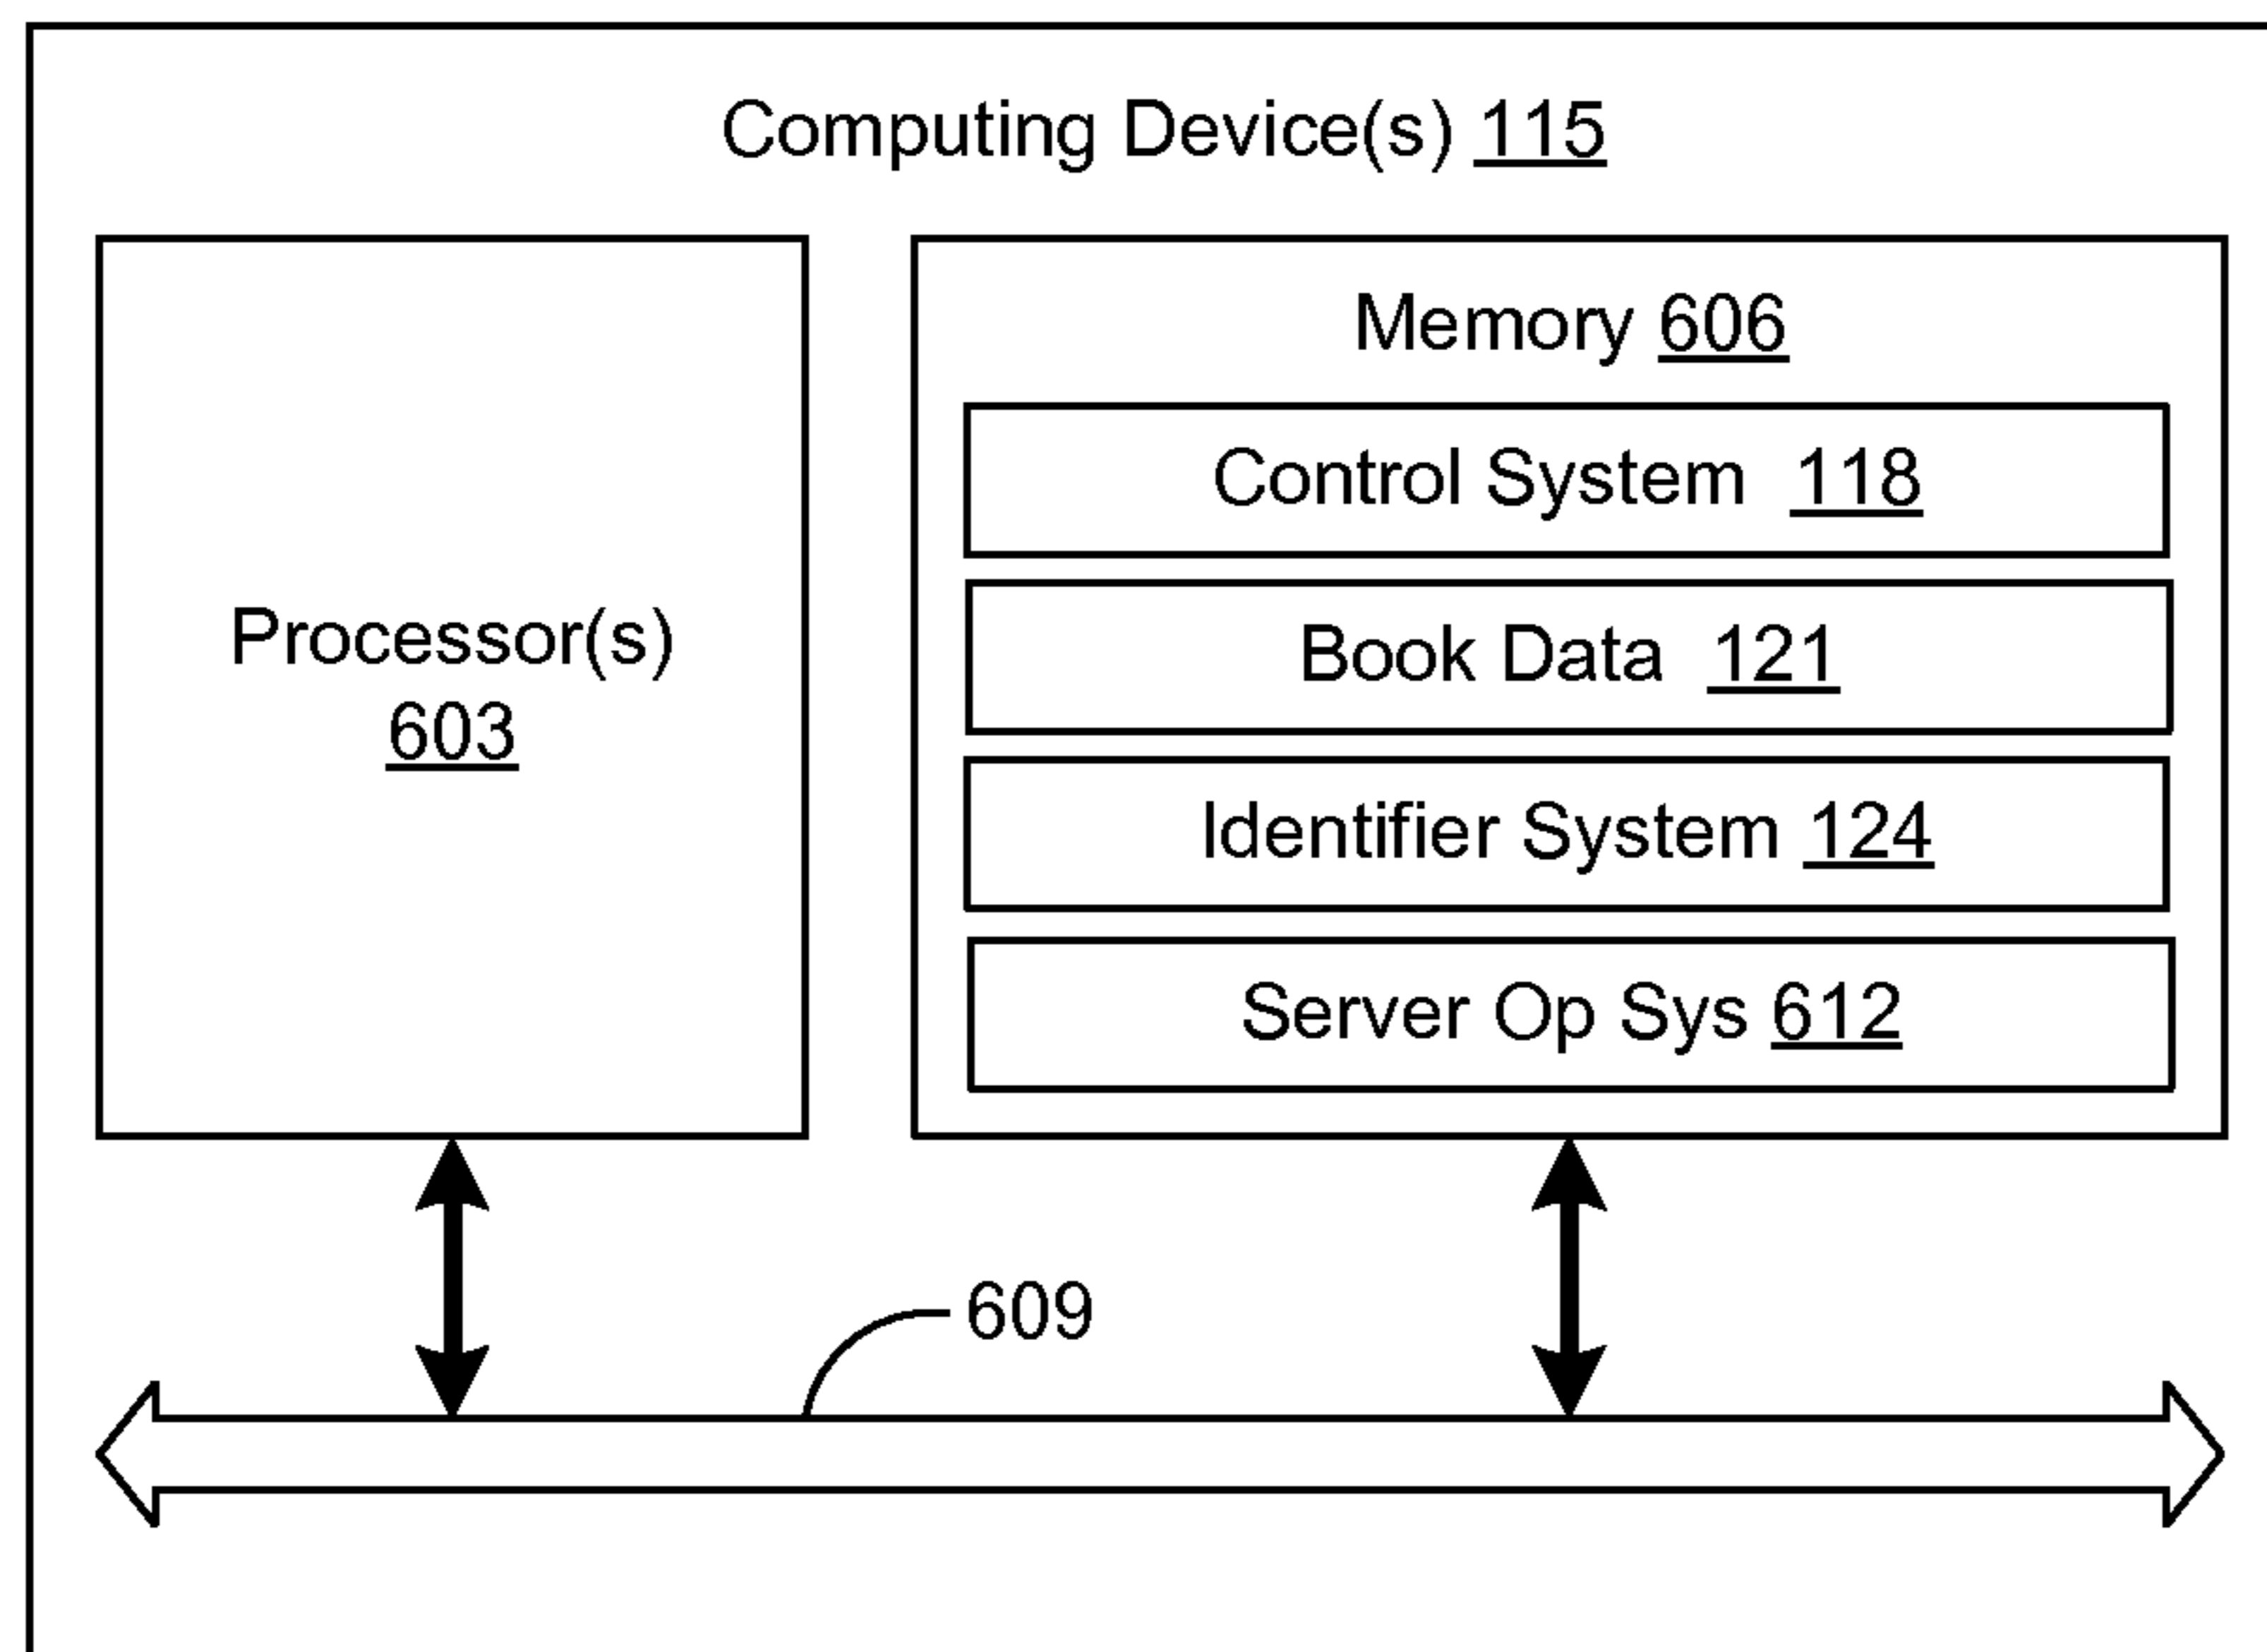 Computing Device(s) 115
Processor(s)
603
Memory 606
Control System 118
Book Data 121
Identifier System 124
Server Op Sys 612
609